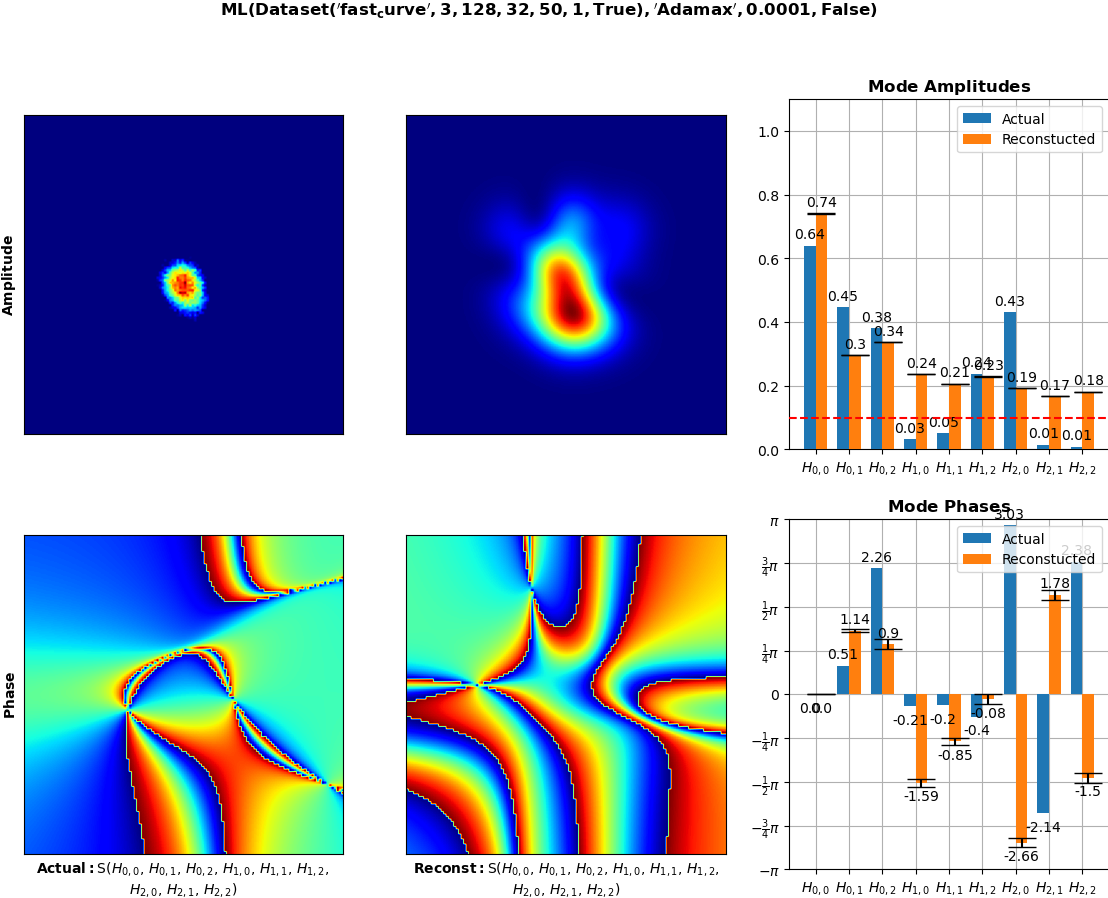 ML(Dataset(′fast_curve′, 3, 128, 32, 50, 1, True), ′Adamax′, 0.0001, False)
Mode Amplitudes
Actual
Reconstucted
1.0
0.8
0.6
0.4
0.2
0.0
0.64
0.74
0.45
0.3
0.38
0.34
0.03
0.24
0.05
0.21
0.24
0.23
0.43
0.19
0.01
0.17
0.01
0.18
H0,0 H0,1 H0,2 H1,0 H1,1 H1,2 H2,0 H2,1 H2,2
Amplitude
Mode Phases
Actual
Reconstucted
π
3/4π
1/2π
1/4π
0
−1/4π
−1/2π
−3/4π
−π
0.0
0.0
0.51
1.14
2.26
0.9
-0.21
-1.59
-0.2
-0.85
-0.4
-0.08
3.03
-2.66
-2.14
1.78
2.38
-1.5
H0,0 H0,1 H0,2 H1,0 H1,1 H1,2 H2,0 H2,1 H2,2
Phase
Actual: S(H0,0, H0,1, H0,2, H1,0, H1,1, H1,2,
H2,0, H2,1, H2,2)
Reconst: S(H0,0, H0,1, H0,2, H1,0, H1,1, H1,2,
H2,0, H2,1, H2,2)